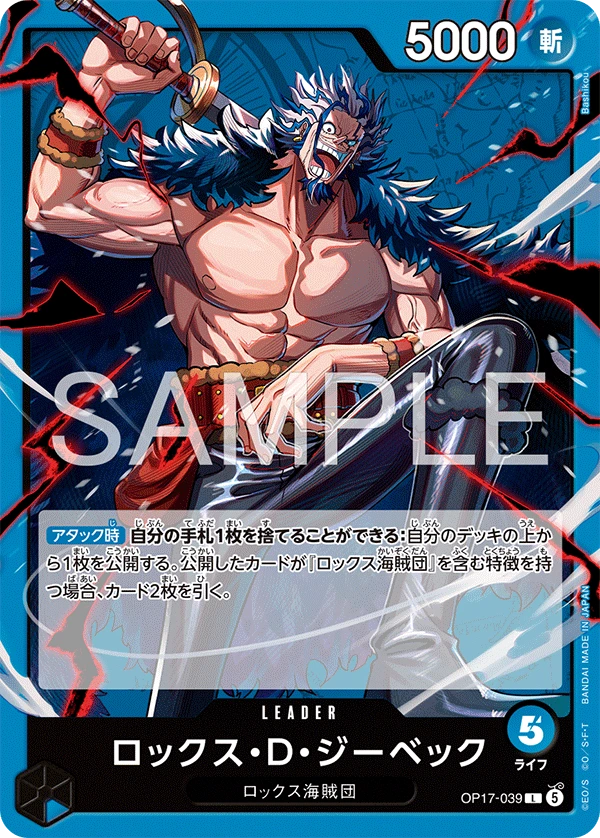 5000 斬
Bashikou
SAMPLE
アタック時 自分の手札1枚を捨てることができる：自分のデッキの上か
ら1枚を公開する。公開したカードが『ロックス海賊団』を含む特徴を持
つ場合、カード2枚を引く。
LEADER
ロックス・D・ジーベック
5
ライフ
ロックス海賊団
OP17-039 L 5
©E.O/S ©O/S・F・T BANDAI MADE IN JAPAN